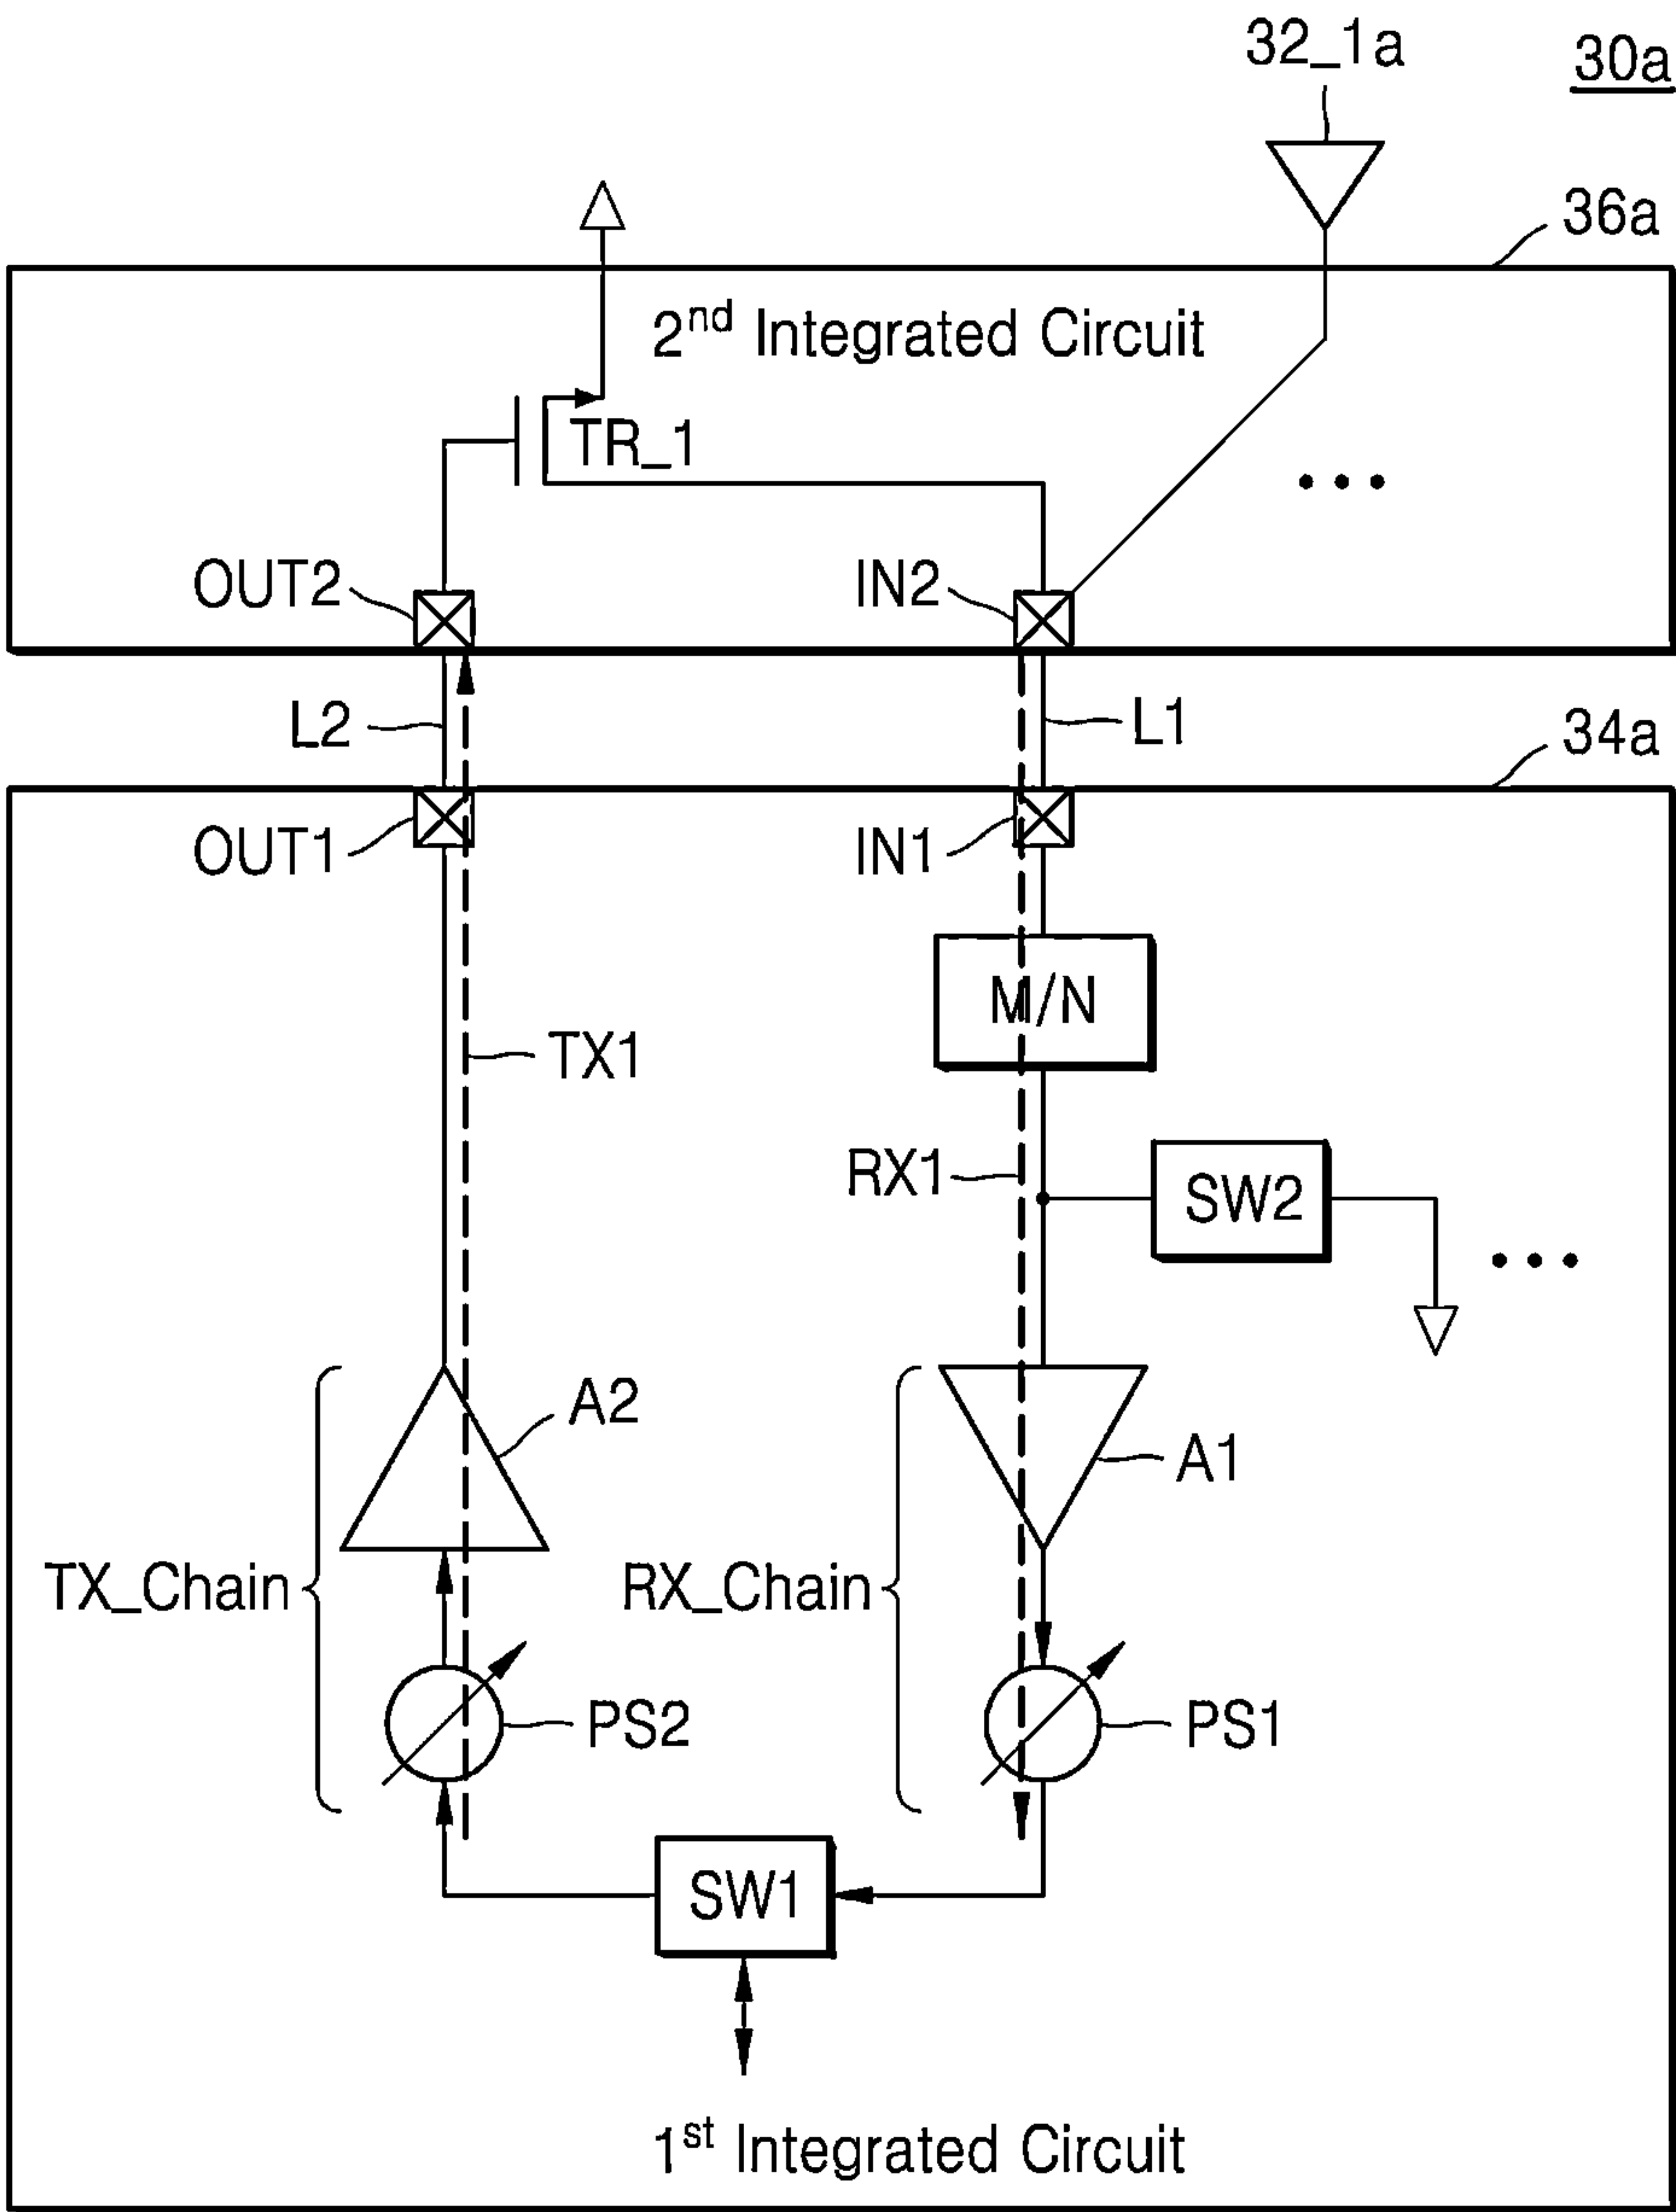 32_1a
30a
36a
2nd Integrated Circuit
TR_1
OUT2
IN2
L2
L1
34a
OUT1
IN1
M/N
TX1
RX1
SW2
A2
A1
TX_Chain
RX_Chain
PS2
PS1
SW1
1st Integrated Circuit